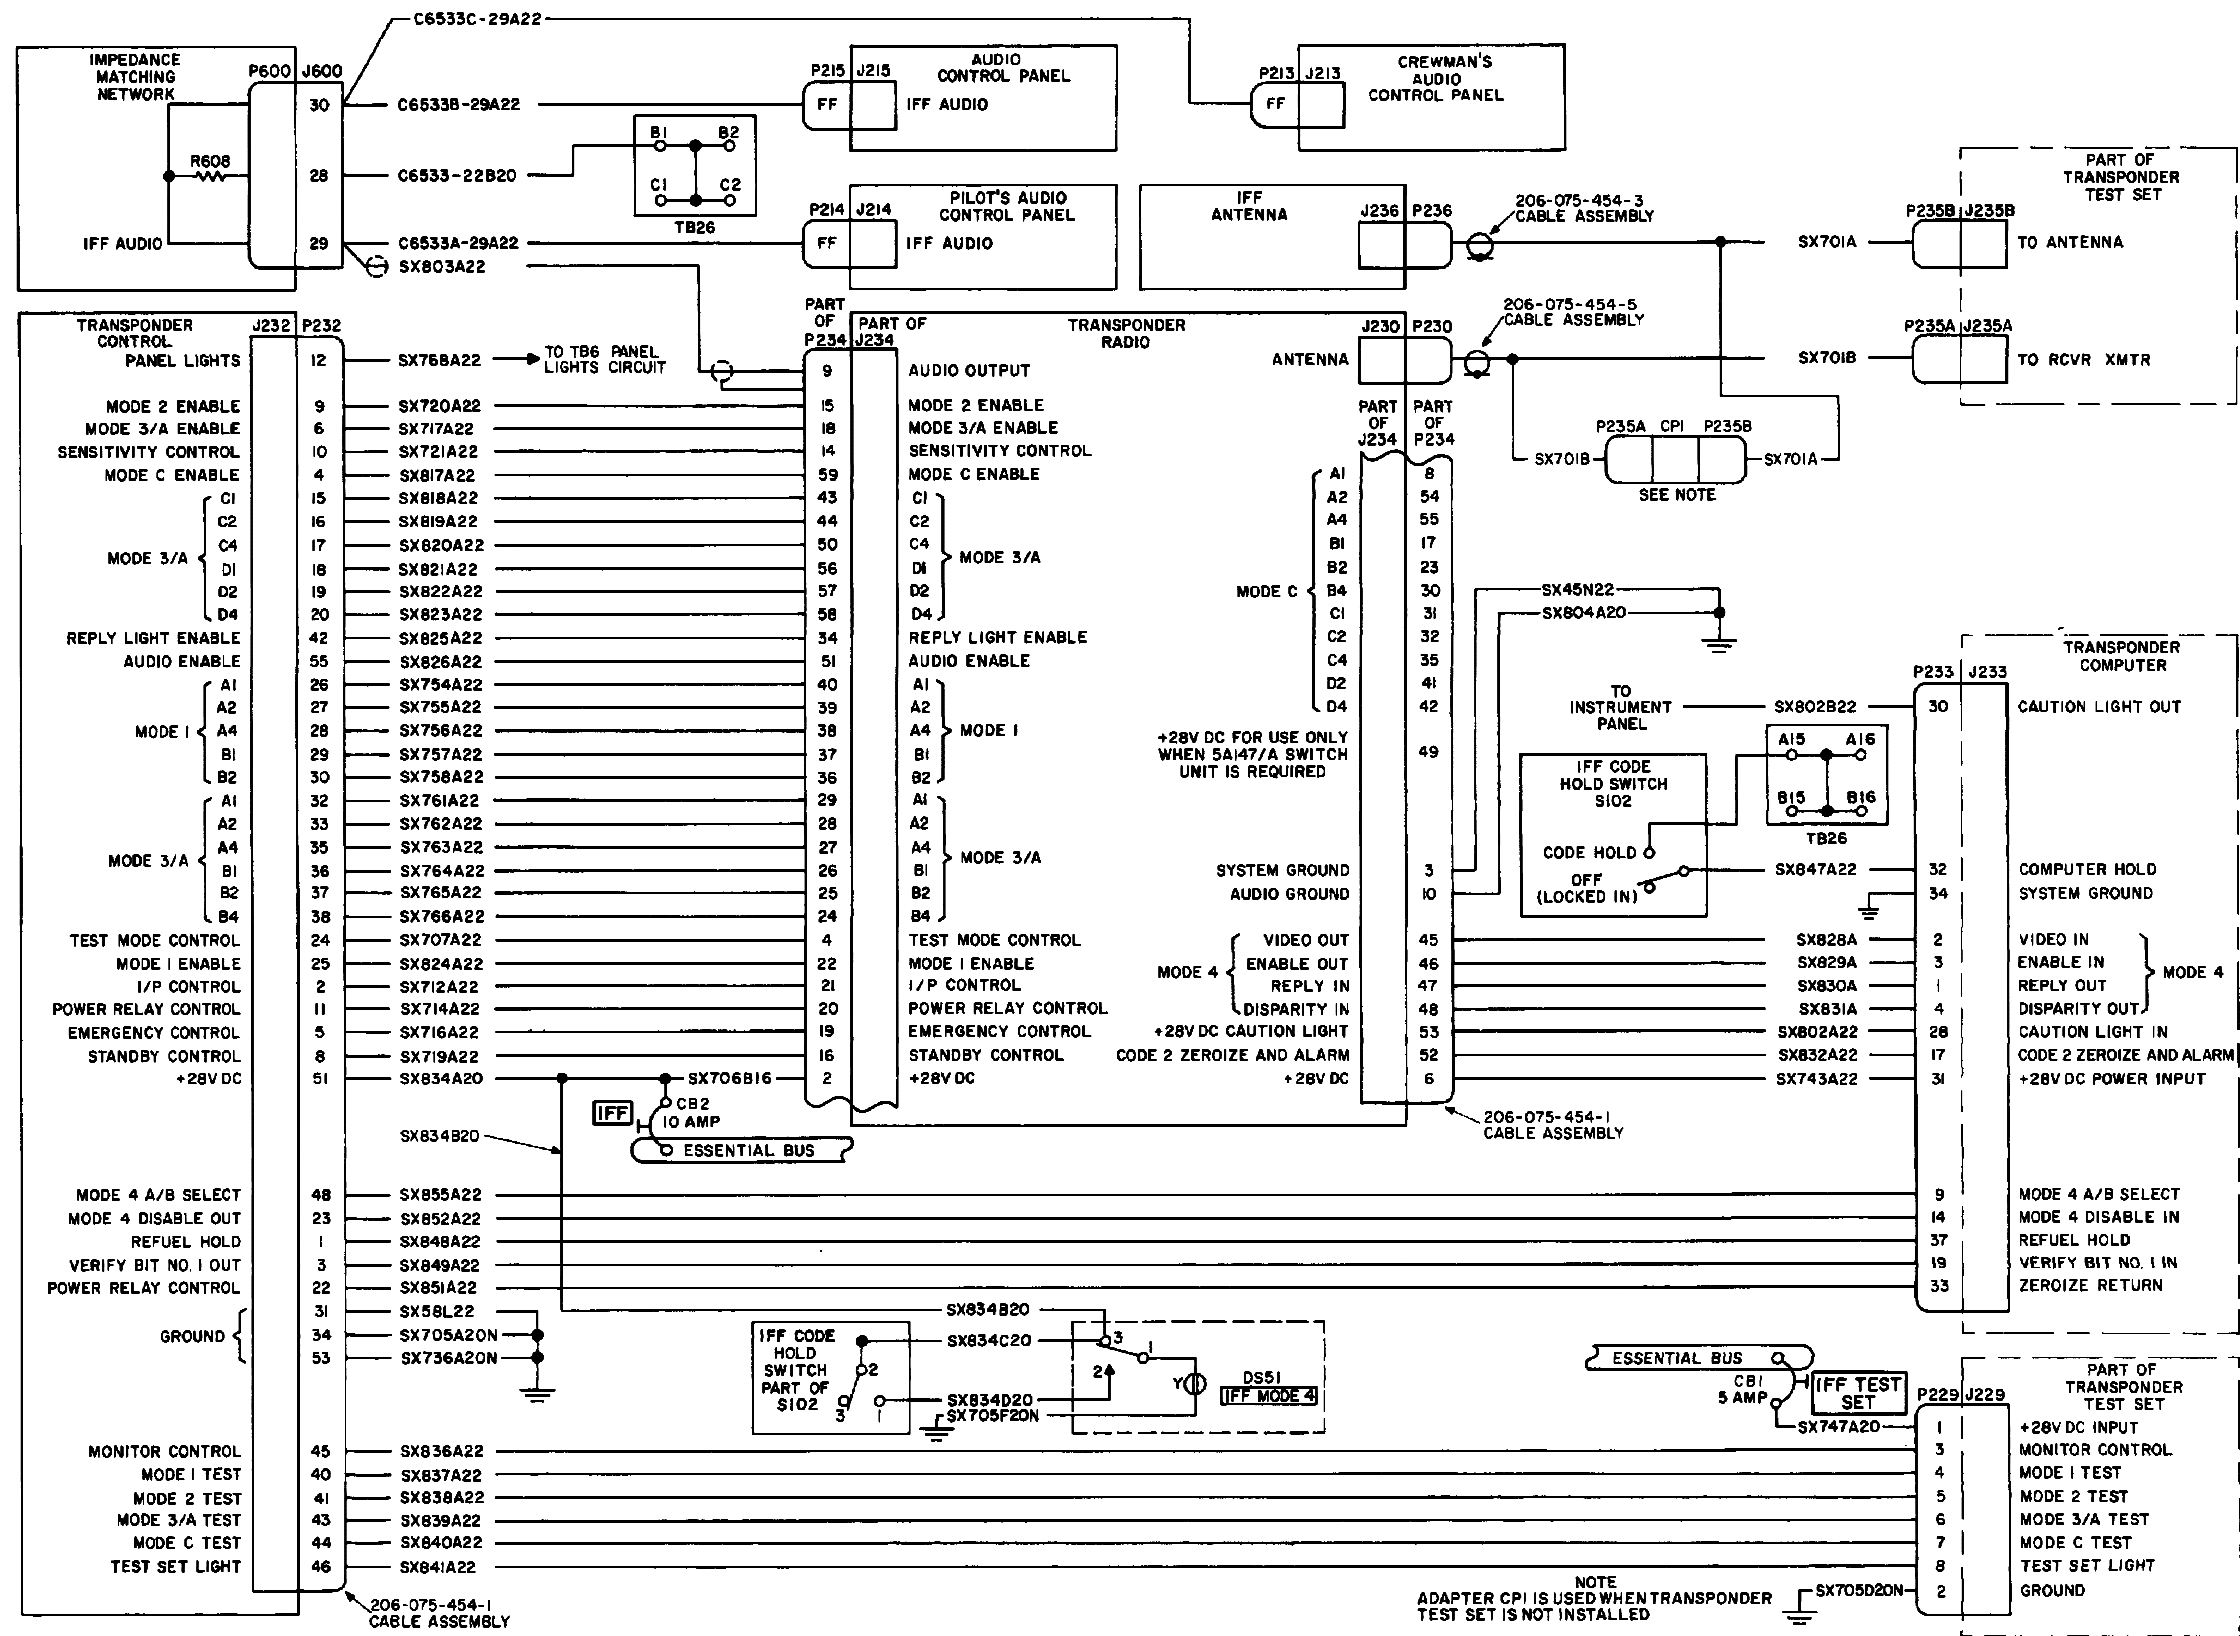 C6533C-29A22
IMPEDANCE
MATCHING
NETWORK
P600 J600
30
C6533B-29A22
R608
28
C6533-22B20
IFF AUDIO
29
C6533A-29A22
SX803A22
B1 B2
C1 C2
TB26
P215 J215
AUDIO
CONTROL PANEL
FF IFF AUDIO
P213 J213
CREWMAN'S
AUDIO
CONTROL PANEL
FF
P214 J214
PILOT'S AUDIO
CONTROL PANEL
FF IFF AUDIO
IFF
ANTENNA
J236 P236
206-075-454-3
CABLE ASSEMBLY
SX701A
PART OF
TRANSPONDER
TEST SET
P235B J235B
TO ANTENNA
206-075-454-5
CABLE ASSEMBLY
J230 P230
ANTENNA
SX701B
P235A J235A
TO RCVR XMTR
P235A CP1 P235B
SX701B
SX701A
SEE NOTE
TRANSPONDER
CONTROL
J232 P232
PART
OF
P234
PART OF
J234
TRANSPONDER
RADIO
PANEL LIGHTS 12 SX768A22
TO TB6 PANEL
LIGHTS CIRCUIT
9 AUDIO OUTPUT
MODE 2 ENABLE 9 SX720A22 15 MODE 2 ENABLE
MODE 3/A ENABLE 6 SX717A22 18 MODE 3/A ENABLE
SENSITIVITY CONTROL 10 SX721A22 14 SENSITIVITY CONTROL
MODE C ENABLE 4 SX817A22 59 MODE C ENABLE
C1 15 SX818A22 43 C1
C2 16 SX819A22 44 C2
C4 17 SX820A22 50 C4
MODE 3/A
MODE 3/A
D1 18 SX821A22 56 D1
D2 19 SX822A22 57 D2
D4 20 SX823A22 58 D4
REPLY LIGHT ENABLE 42 SX825A22 34 REPLY LIGHT ENABLE
AUDIO ENABLE 55 SX826A22 51 AUDIO ENABLE
A1 26 SX754A22 40 A1
A2 27 SX755A22 39 A2
MODE 1 A4 28 SX756A22 38 A4 MODE 1
B1 29 SX757A22 37 B1
B2 30 SX758A22 36 B2
A1 32 SX761A22 29 A1
A2 33 SX762A22 28 A2
A4 35 SX763A22 27 A4
MODE 3/A
MODE 3/A
B1 36 SX764A22 26 B1
B2 37 SX765A22 25 B2
B4 38 SX766A22 24 B4
TEST MODE CONTROL 24 SX707A22 4 TEST MODE CONTROL
MODE 1 ENABLE 25 SX824A22 22 MODE 1 ENABLE
I/P CONTROL 2 SX712A22 21 I/P CONTROL
POWER RELAY CONTROL 11 SX714A22 20 POWER RELAY CONTROL
EMERGENCY CONTROL 5 SX716A22 19 EMERGENCY CONTROL
STANDBY CONTROL 8 SX719A22 16 STANDBY CONTROL
+28V DC 51 SX834A20 SX706B16 2 +28V DC
IFF
CB2
10 AMP
ESSENTIAL BUS
SX834B20
PART
OF
J234
PART
OF
P234
A1 8
A2 54
A4 55
B1 17
B2 23
MODE C B4 30
C1 31
C2 32
C4 35
D2 41
D4 42
SX45N22
SX804A20
+28V DC FOR USE ONLY
WHEN 5A147/A SWITCH
UNIT IS REQUIRED
49
SYSTEM GROUND 3
AUDIO GROUND 10
TO
INSTRUMENT
PANEL
SX802B22
TRANSPONDER
COMPUTER
P233 J233
30 CAUTION LIGHT OUT
IFF CODE
HOLD SWITCH
S102
A15 A16
B15 B16
TB26
CODE HOLD
OFF
(LOCKED IN)
SX847A22 32 COMPUTER HOLD
34 SYSTEM GROUND
VIDEO OUT 45 SX828A 2 VIDEO IN
ENABLE OUT 46 SX829A 3 ENABLE IN
MODE 4
MODE 4
REPLY IN 47 SX830A 1 REPLY OUT
DISPARITY IN 48 SX831A 4 DISPARITY OUT
+28V DC CAUTION LIGHT 53 SX802A22 28 CAUTION LIGHT IN
CODE 2 ZEROIZE AND ALARM 52 SX832A22 17 CODE 2 ZEROIZE AND ALARM
+28V DC 6 SX743A22 31 +28V DC POWER INPUT
206-075-454-1
CABLE ASSEMBLY
MODE 4 A/B SELECT 48 SX855A22 9 MODE 4 A/B SELECT
MODE 4 DISABLE OUT 23 SX852A22 14 MODE 4 DISABLE IN
REFUEL HOLD 1 SX848A22 37 REFUEL HOLD
VERIFY BIT NO. 1 OUT 3 SX849A22 19 VERIFY BIT NO. 1 IN
POWER RELAY CONTROL 22 SX851A22 33 ZEROIZE RETURN
31 SX58L22
GROUND 34 SX705A20N
53 SX736A20N
SX834B20
IFF CODE
HOLD
SWITCH
PART OF
S102
2
3 1
SX834C20
SX834D20
SX705F20N
3
1
2
Y
DS51
IFF MODE 4
ESSENTIAL BUS
CB1
5 AMP
IFF TEST
SET
SX747A20
PART OF
TRANSPONDER
TEST SET
P229 J229
1 +28V DC INPUT
MONITOR CONTROL 45 SX836A22 3 MONITOR CONTROL
MODE 1 TEST 40 SX837A22 4 MODE 1 TEST
MODE 2 TEST 41 SX838A22 5 MODE 2 TEST
MODE 3/A TEST 43 SX839A22 6 MODE 3/A TEST
MODE C TEST 44 SX840A22 7 MODE C TEST
TEST SET LIGHT 46 SX841A22 8 TEST SET LIGHT
SX705D20N 2 GROUND
206-075-454-1
CABLE ASSEMBLY
NOTE
ADAPTER CP1 IS USED WHEN TRANSPONDER
TEST SET IS NOT INSTALLED